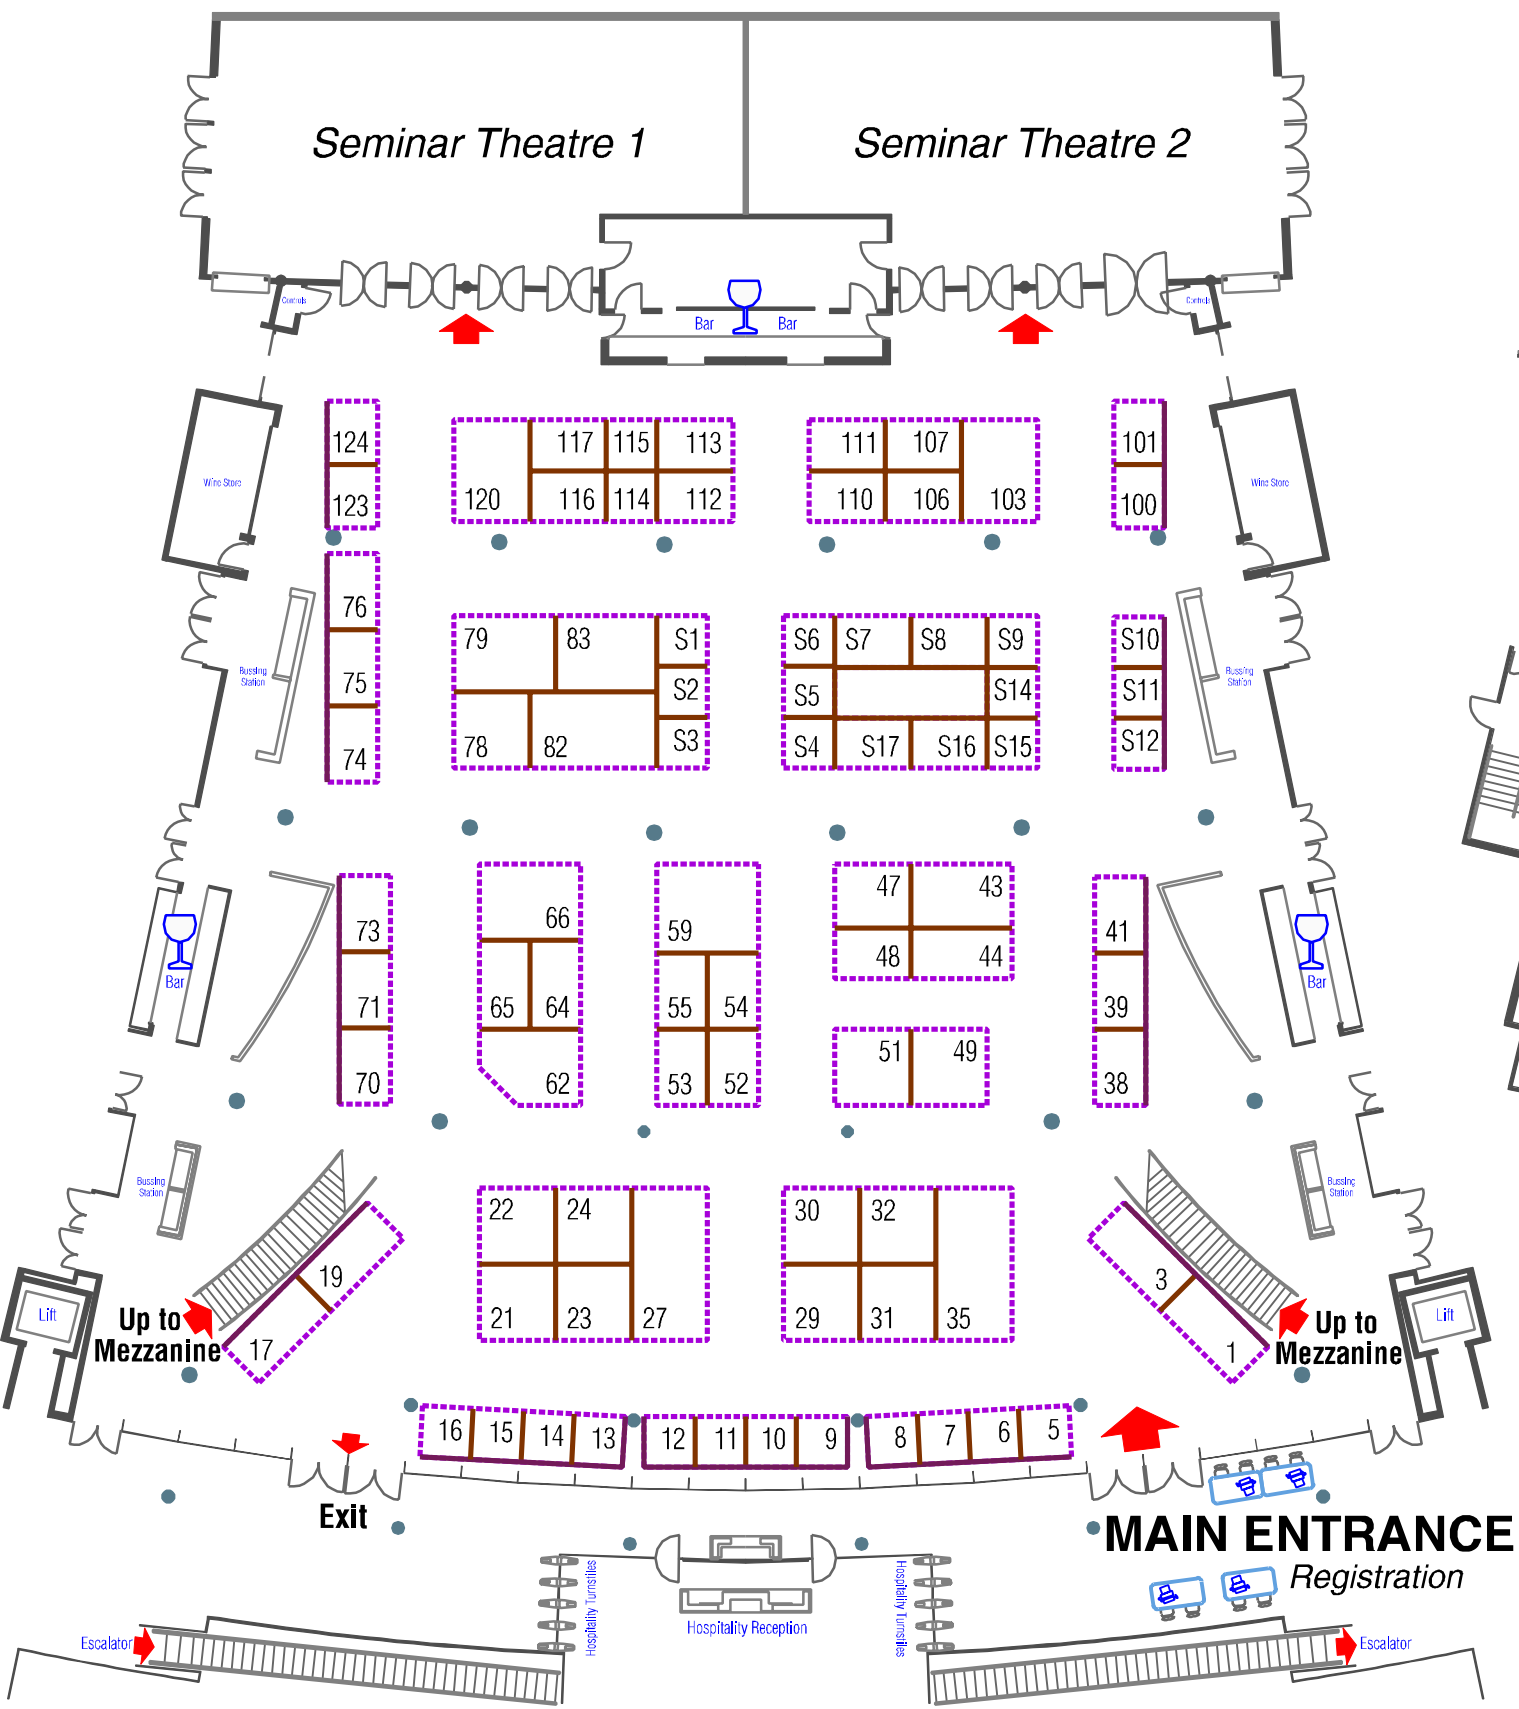 Seminar Theatre 1
Seminar Theatre 2
Controls
Controls
Bar
Bar
124
117
115
113
111
107
101
Wine Store
Wine Store
123
120
116
114
112
110
106
103
100
76
79
83
S1
S6
S7
S8
S9
S10
Bussing
Station
Bussing
Station
75
S2
S5
S14
S11
74
78
82
S3
S4
S17
S16
S15
S12
73
66
59
47
43
41
48
44
Bar
Bar
71
65
64
55
54
39
51
49
70
62
53
52
38
Bussing
Station
Bussing
Station
22
24
30
32
19
3
Lift
Lift
Up to
Mezzanine
17
21
23
27
29
31
35
1
Up to
Mezzanine
16
15
14
13
12
11
10
9
8
7
6
5
Exit
MAIN ENTRANCE
Registration
Hospitality Turnstiles
Hospitality Turnstiles
Hospitality Reception
Escalator
Escalator